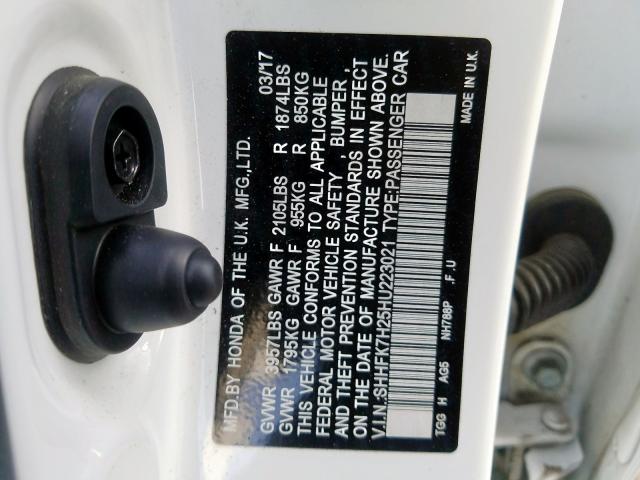 MFD.BY HONDA OF THE U.K. MFG.,LTD. 03/17
GVWR 3957LBS GAWR F 2105LBS R 1874LBS
GVWR 1795KG GAWR F 955KG R 850KG
THIS VEHICLE CONFORMS TO ALL APPLICABLE
FEDERAL MOTOR VEHICLE SAFETY , BUMPER ,
AND THEFT PREVENTION STANDARDS IN EFFECT
ON THE DATE OF MANUFACTURE SHOWN ABOVE.
V.I.N.:SHHFK7H25HU223021 TYPE:PASSENGER CAR
TGG H AG5 NH788P .F .U MADE IN U.K.